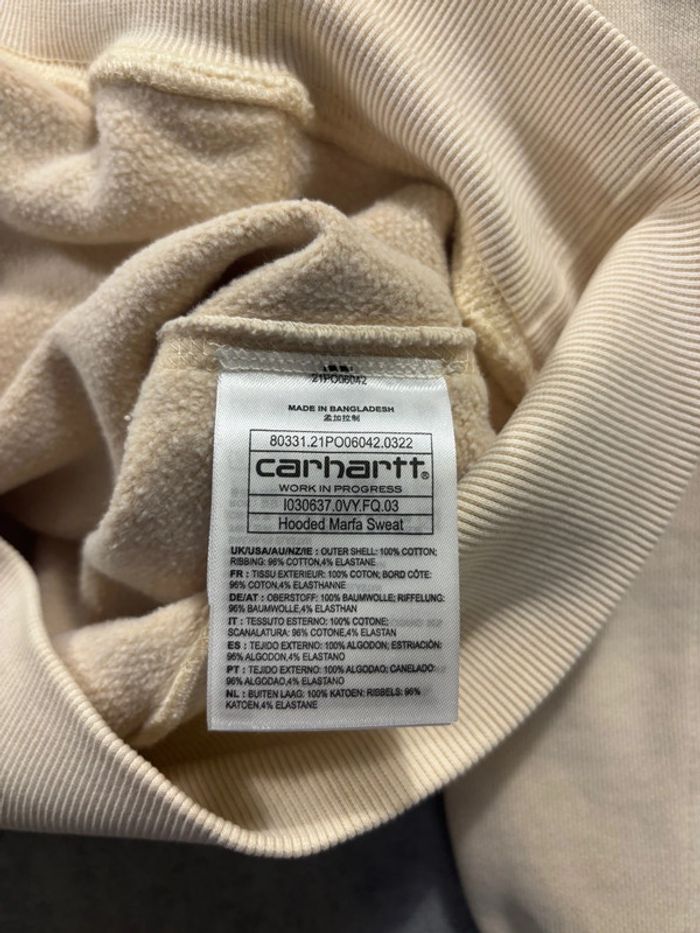 21PO06042
MADE IN BANGLADESH
孟加拉制
80331.21PO06042.0322
carhartt®
WORK IN PROGRESS
I030637.0VY.FQ.03
Hooded Marfa Sweat
UK/USA/AU/NZ/IE : OUTER SHELL: 100% COTTON;
RIBBING: 96% COTTON,4% ELASTANE
FR : TISSU EXTERIEUR: 100% COTON; BORD CÔTE:
96% COTON,4% ELASTHANNE
DE/AT : OBERSTOFF: 100% BAUMWOLLE; RIFFELUNG:
96% BAUMWOLLE,4% ELASTHAN
IT : TESSUTO ESTERNO: 100% COTONE;
SCANALATURA: 96% COTONE,4% ELASTAN
ES : TEJIDO EXTERNO: 100% ALGODON; ESTRIACIÓN:
96% ALGODON,4% ELASTANO
PT : TEJIDO EXTERNO: 100% ALGODAO; CANELADO:
96% ALGODAO,4% ELASTANO
NL : BUITEN LAAG: 100% KATOEN; RIBBELS: 96%
KATOEN,4% ELASTANE